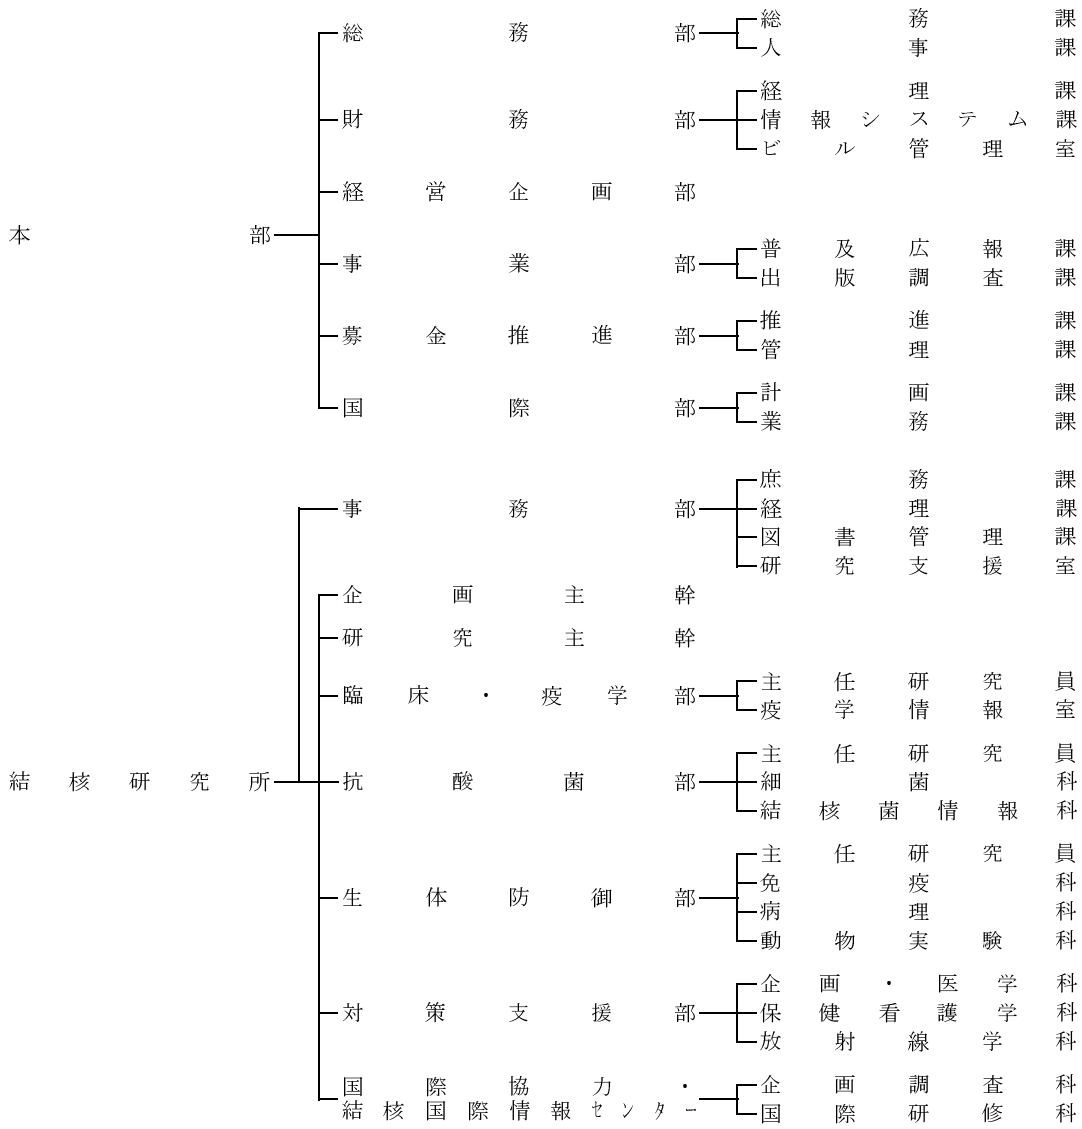 本部
総務部
総務課
人事課
財務部
経理課
情報システム課
ビル管理室
経営企画部
事業部
普及広報課
出版調査課
募金推進部
推進課
管理課
国際部
計画課
業務課
結核研究所
事務部
庶務課
経理課
図書管理課
研究支援室
企画主幹
研究主幹
臨床・疫学部
主任研究員
疫学情報室
抗酸菌部
主任研究員
細菌科
結核菌情報科
生体防御部
主任研究員
免疫科
病理科
動物実験科
対策支援部
企画・医学科
保健看護学科
放射線学科
国際協力・
結核国際情報センター
企画調査科
国際研修科